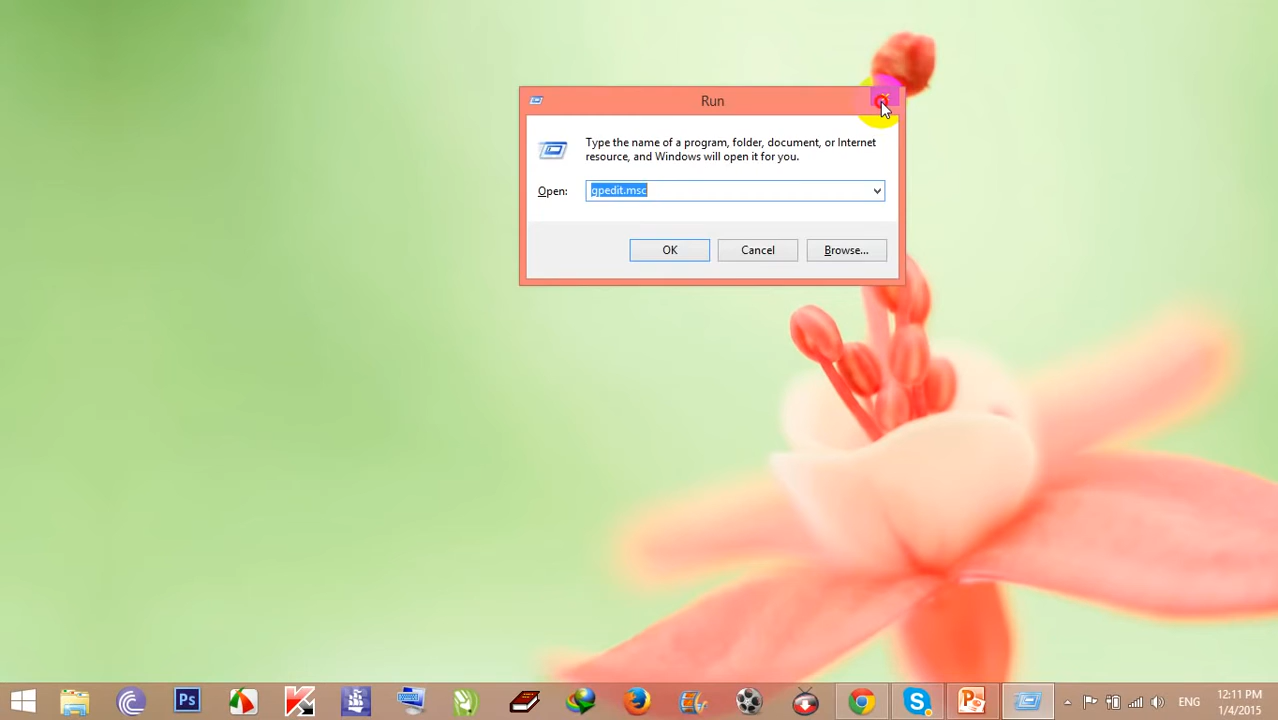 Run
Type the name of a program, folder, document, or Internet
resource, and Windows will open it for you.
Open: gpedit.msc
OK Cancel Browse...
Ps
ENG
12:11 PM
1/4/2015